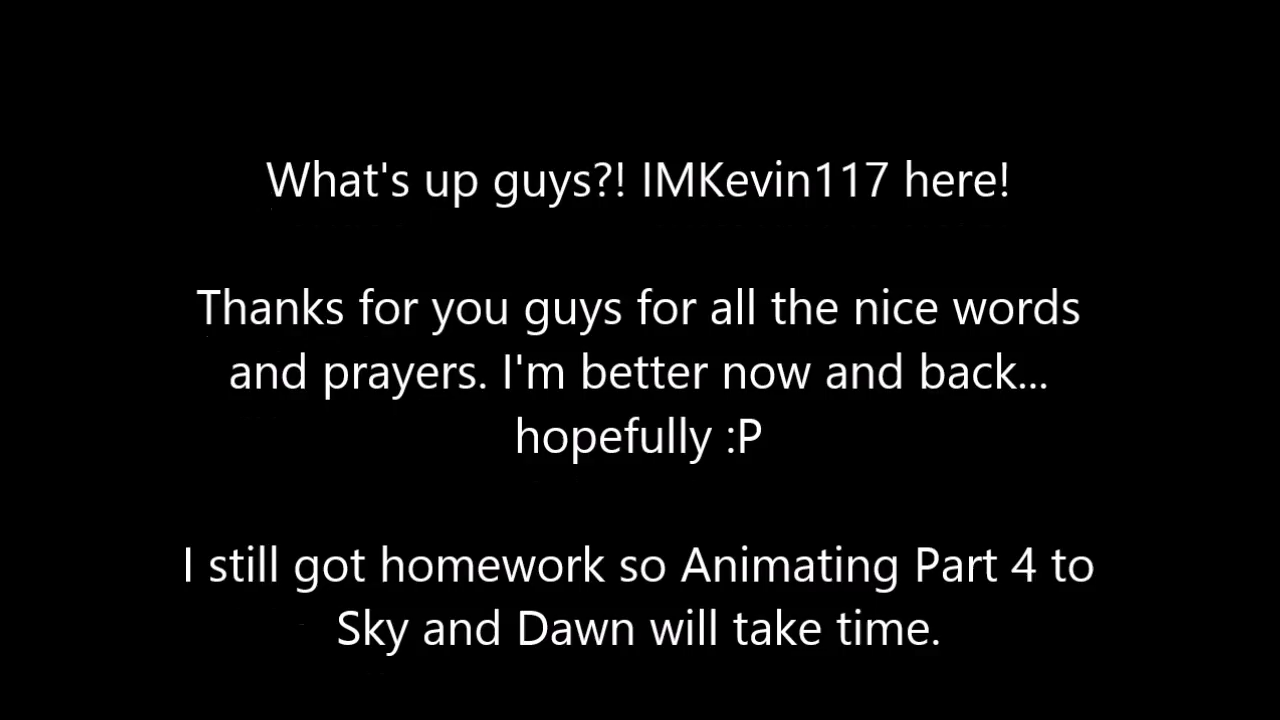 What's up guys?! IMKevin117 here!
Thanks for you guys for all the nice words
and prayers. I'm better now and back...
hopefully :P
I still got homework so Animating Part 4 to
Sky and Dawn will take time.